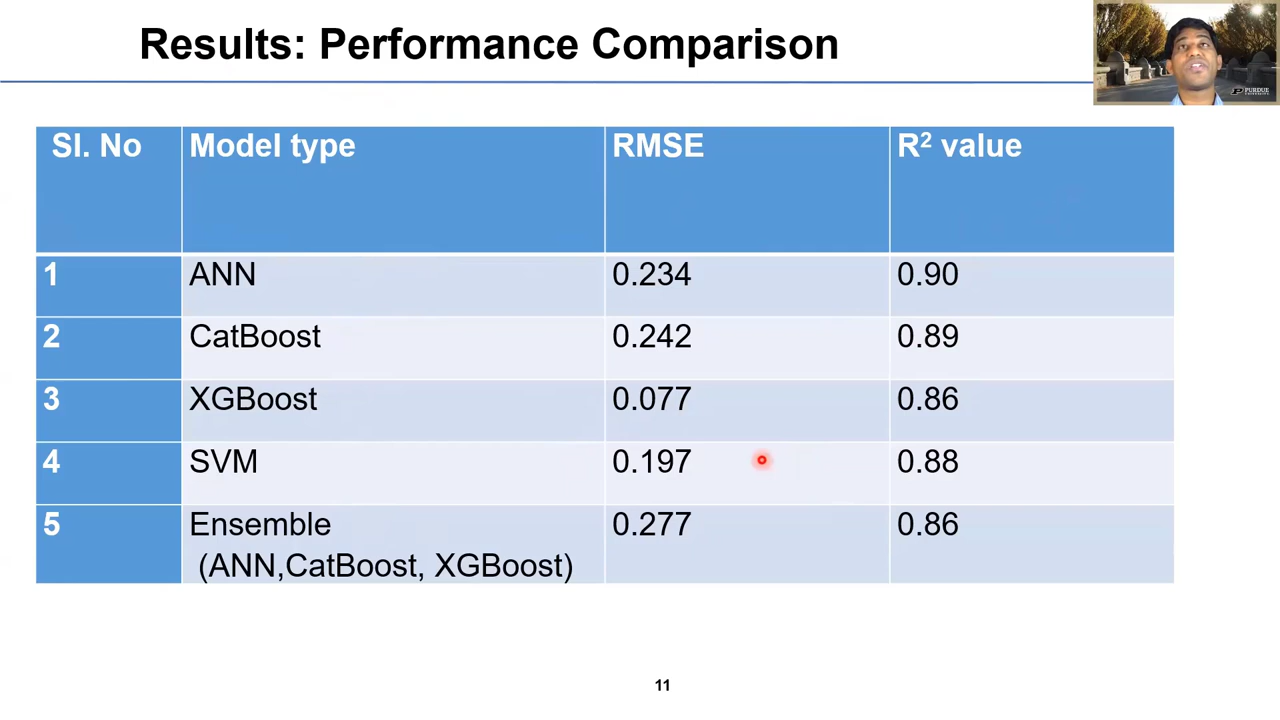 Results: Performance Comparison
PURDUE
UNIVERSITY
Sl. No Model type RMSE R² value
1 ANN 0.234 0.90
2 CatBoost 0.242 0.89
3 XGBoost 0.077 0.86
4 SVM 0.197 0.88
5 Ensemble 0.277 0.86
(ANN,CatBoost, XGBoost)
11